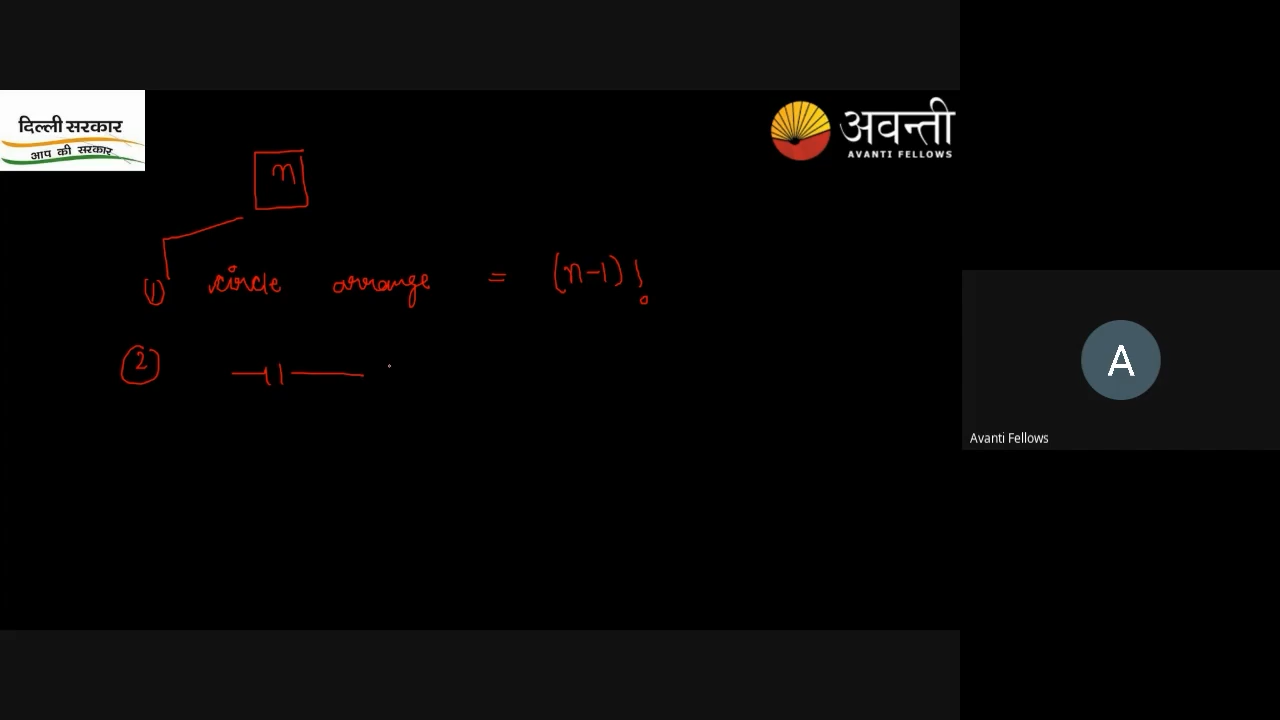 दिल्ली सरकार
आप की सरकार
अवन्ती
AVANTI FELLOWS
n
(1) circle arrange = (n-1)!
(2) —||—
A
Avanti Fellows